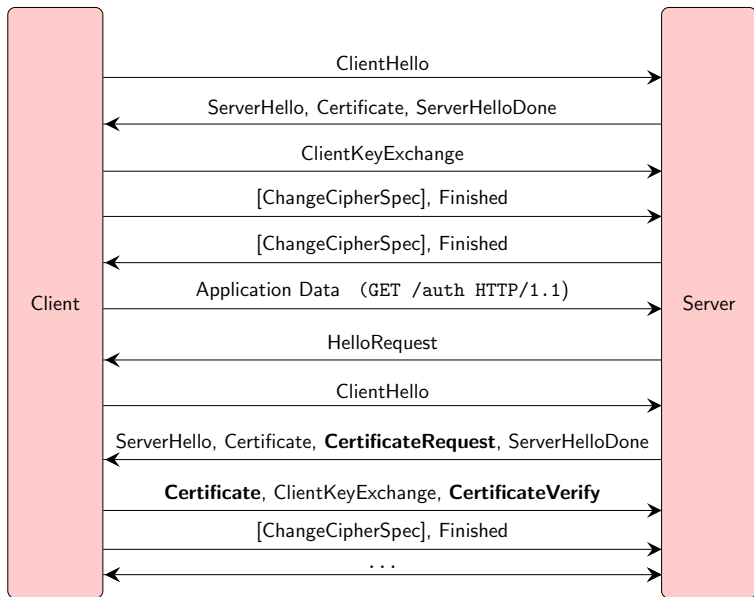 ClientHello
ServerHello, Certificate, ServerHelloDone
ClientKeyExchange
[ChangeCipherSpec], Finished
[ChangeCipherSpec], Finished
Client
Application Data (GET /auth HTTP/1.1)
Server
HelloRequest
ClientHello
ServerHello, Certificate, CertificateRequest, ServerHelloDone
Certificate, ClientKeyExchange, CertificateVerify
[ChangeCipherSpec], Finished
...